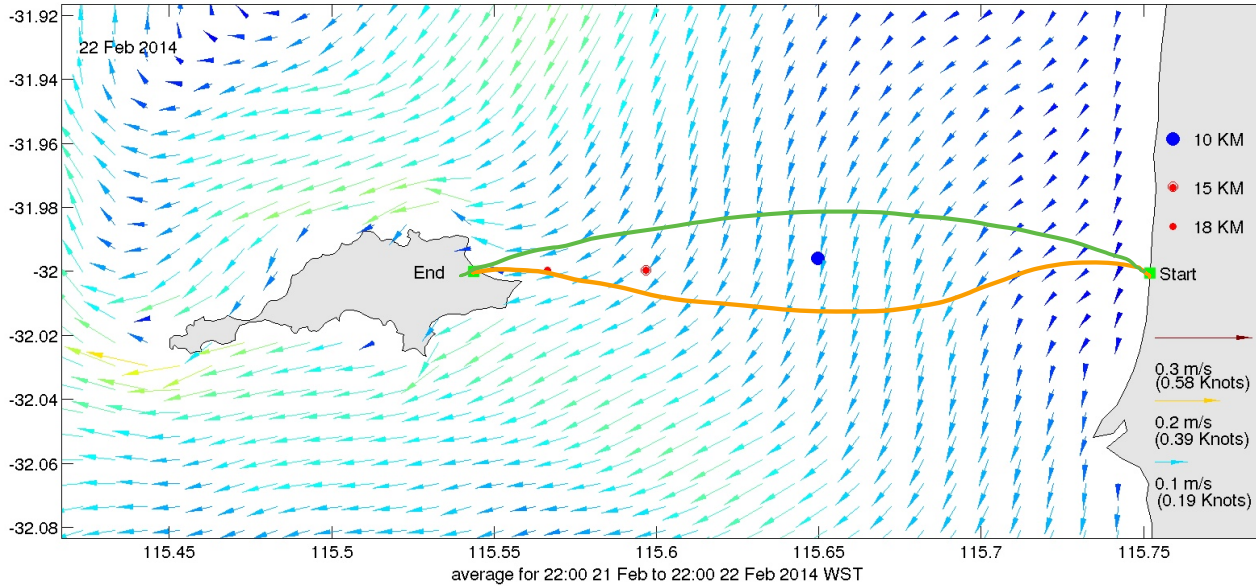 -31.92
-31.94
-31.96
-31.98
-32
-32.02
-32.04
-32.06
-32.08
22 Feb 2014
10 KM
15 KM
18 KM
End
Start
0.3 m/s
(0.58 Knots)
0.2 m/s
(0.39 Knots)
0.1 m/s
(0.19 Knots)
115.45
115.5
115.55
115.6
115.65
115.7
115.75
average for 22:00 21 Feb to 22:00 22 Feb 2014 WST